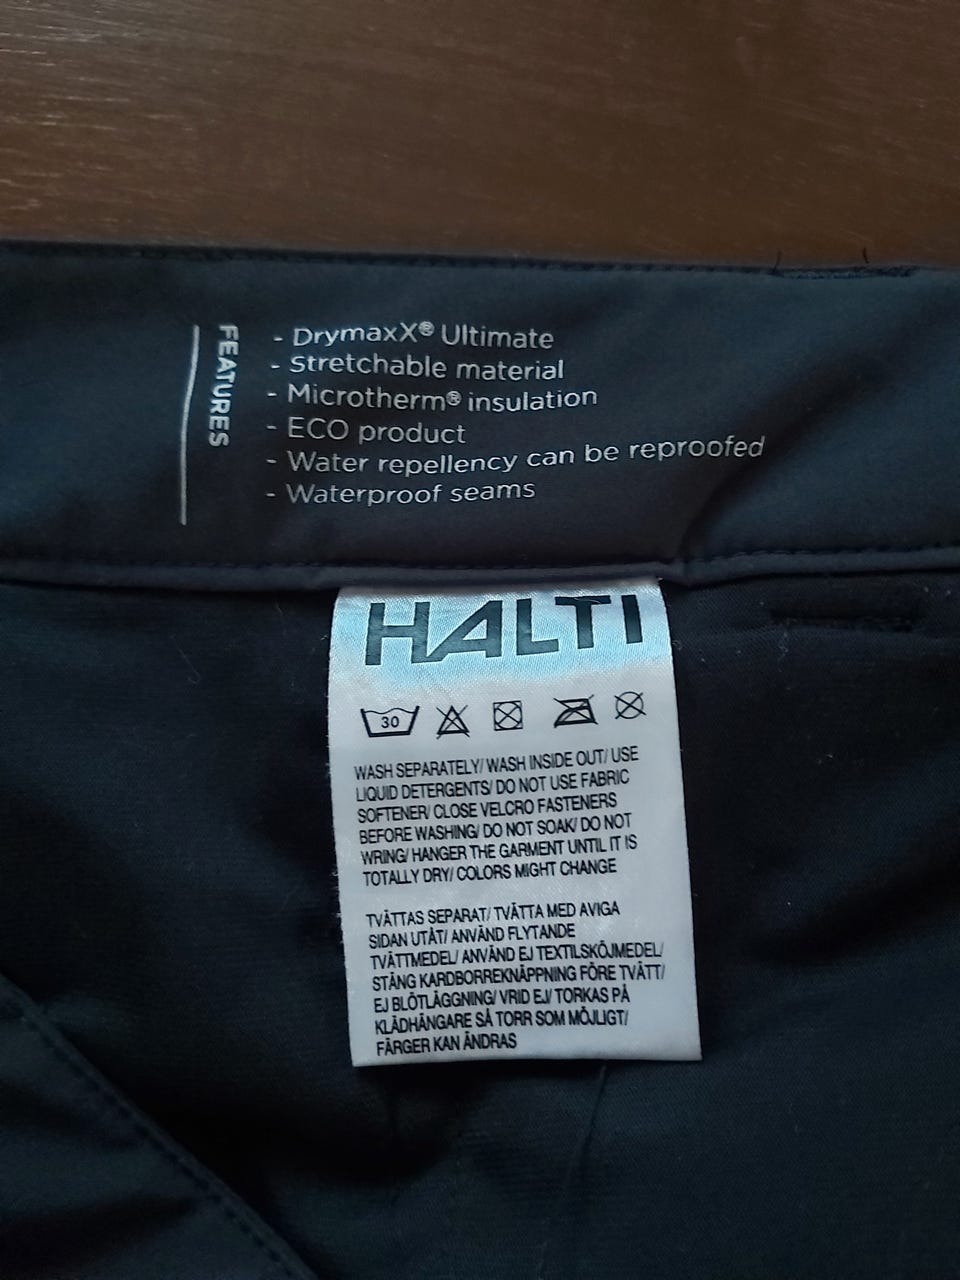 FEATURES
- DrymaxX® Ultimate
- Stretchable material
- Microtherm® insulation
- ECO product
- Water repellency can be reproofed
- Waterproof seams
HALTI
30
WASH SEPARATELY/ WASH INSIDE OUT/ USE
LIQUID DETERGENTS/ DO NOT USE FABRIC
SOFTENER/ CLOSE VELCRO FASTENERS
BEFORE WASHING/ DO NOT SOAK/ DO NOT
WRING/ HANGER THE GARMENT UNTIL IT IS
TOTALLY DRY/ COLORS MIGHT CHANGE
TVÄTTAS SEPARAT/ TVÄTTA MED AVIGA
SIDAN UTÅT/ ANVÄND FLYTANDE
TVÄTTMEDEL/ ANVÄND EJ TEXTILSKÖJMEDEL/
STÄNG KARDBORREKNÄPPNING FÖRE TVÄTT/
EJ BLÖTLÄGGNING/ VRID EJ/ TORKAS PÅ
KLÄDHÄNGARE SÅ TORR SOM MÖJLIGT/
FÄRGER KAN ÄNDRAS